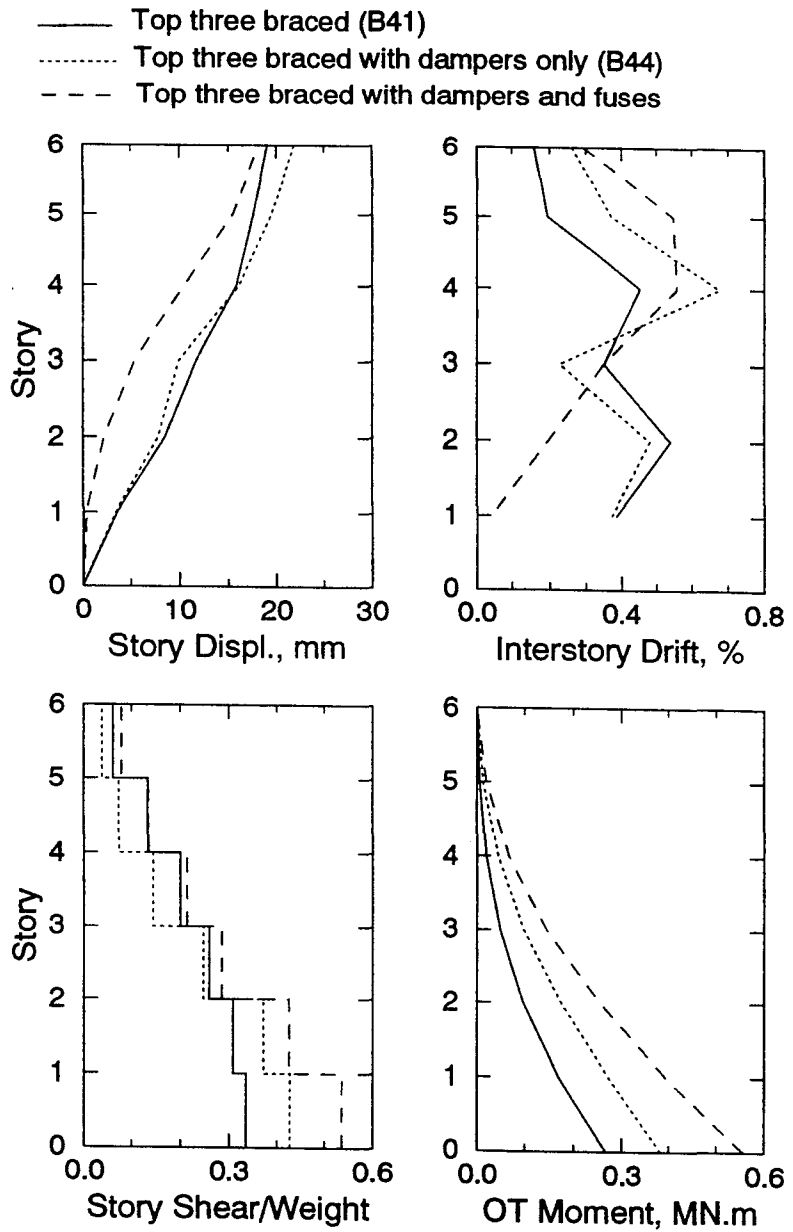 Top three braced (B41)
Top three braced with dampers only (B44)
Top three braced with dampers and fuses
6
5
4
3
2
1
0
Story
0 10 20 30
Story Displ., mm
6
5
4
3
2
1
0
0.0 0.4 0.8
Interstory Drift, %
6
5
4
3
2
1
0
Story
0.0 0.3 0.6
Story Shear/Weight
6
5
4
3
2
1
0
0.0 0.3 0.6
OT Moment, MN.m